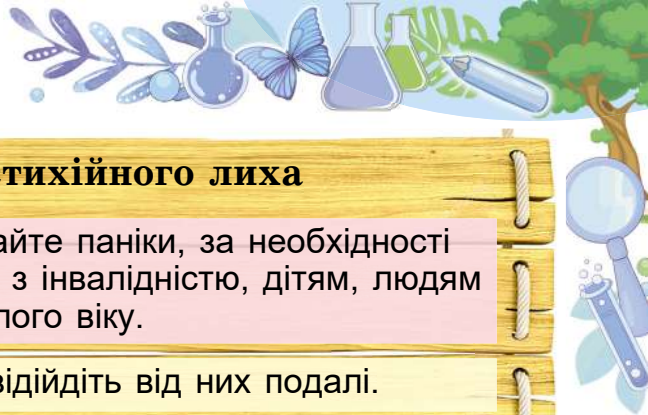 стихійного лиха
айте паніки, за необхідності
з інвалідністю, дітям, людям
лого віку.
відійдіть від них подалі.